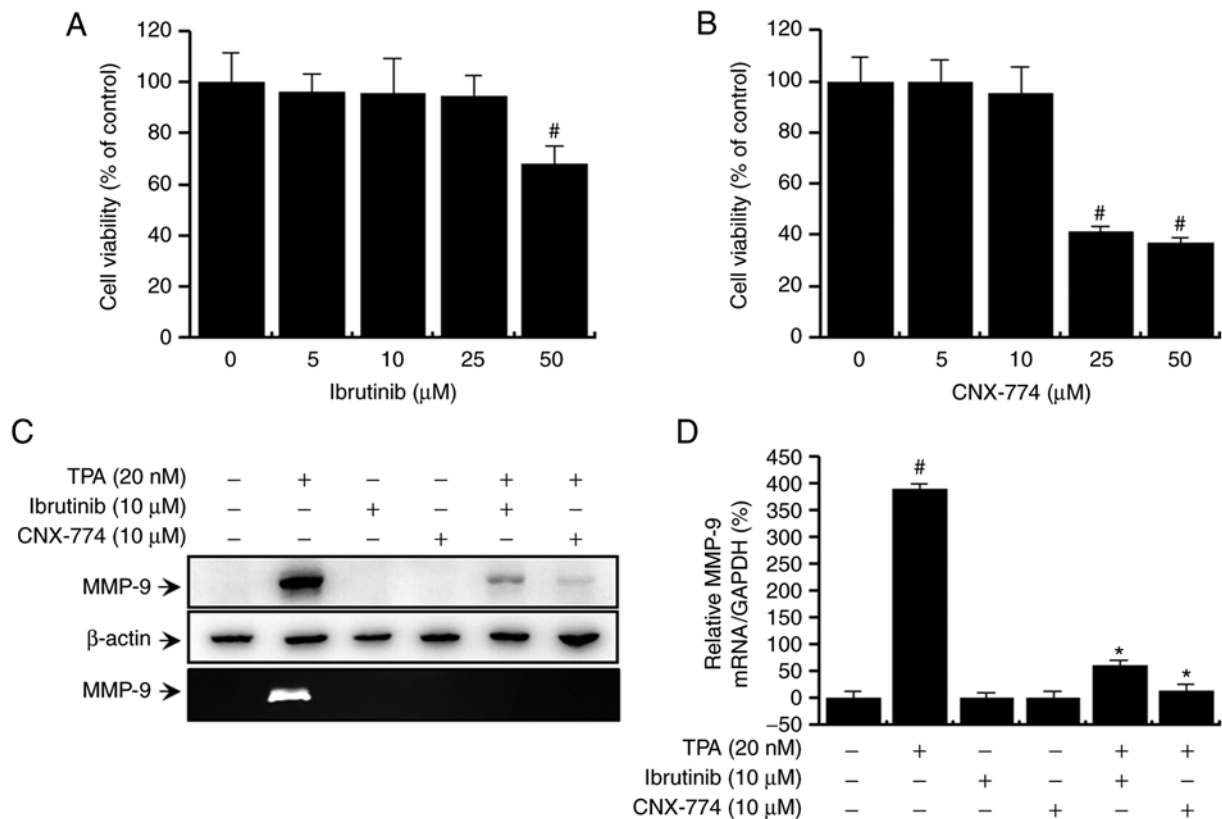 A
Cell viability (% of control)
120
100
80
60
40
20
0
#
0 5 10 25 50
Ibrutinib (μM)
B
Cell viability (% of control)
120
100
80
60
40
20
0
# #
0 5 10 25 50
CNX-774 (μM)
C
TPA (20 nM) – + – – + +
Ibrutinib (10 μM) – – + – + –
CNX-774 (10 μM) – – – + – +
MMP-9
β-actin
MMP-9
D
Relative MMP-9
mRNA/GAPDH (%)
450
400
350
300
250
200
150
100
50
0
–50
#
* *
TPA (20 nM) – + – – + +
Ibrutinib (10 μM) – – + – + –
CNX-774 (10 μM) – – – + – +